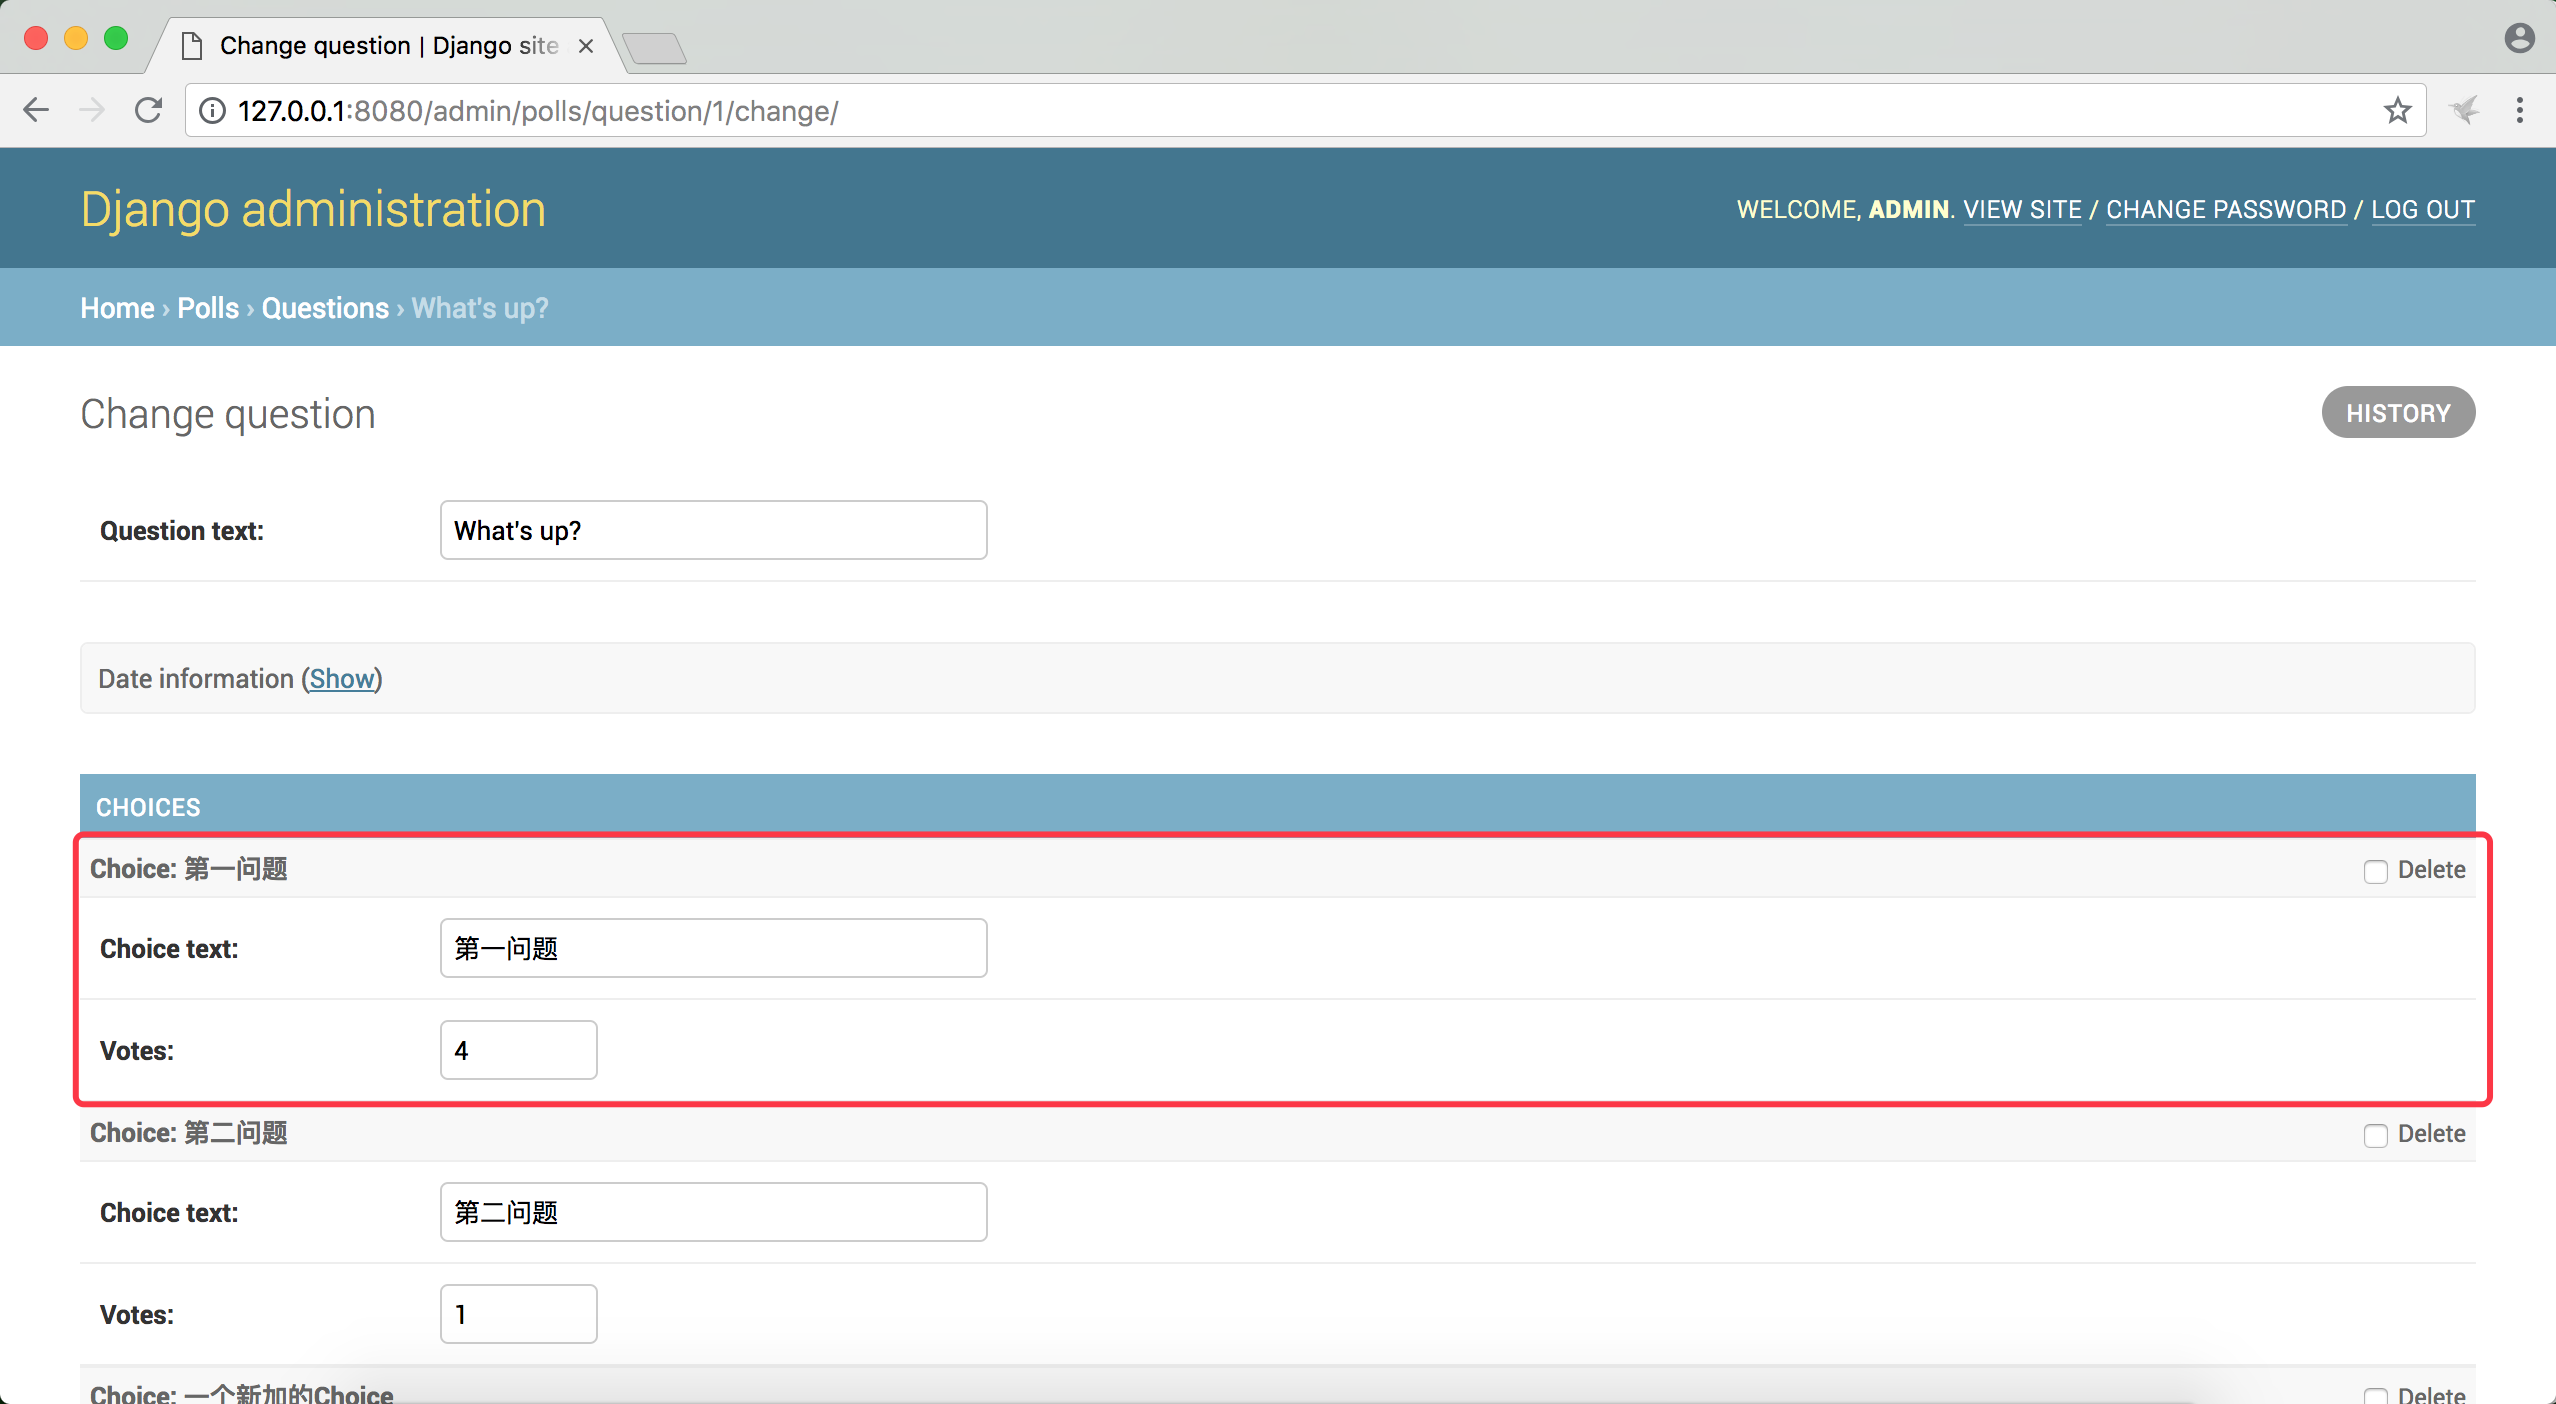 Change question | Django site
127.0.0.1:8080/admin/polls/question/1/change/
Django administration
WELCOME, ADMIN. VIEW SITE / CHANGE PASSWORD / LOG OUT
Home › Polls › Questions › What's up?
Change question
HISTORY
Question text: What's up?
Date information (Show)
CHOICES
Choice: 第一问题 Delete
Choice text: 第一问题
Votes: 4
Choice: 第二问题 Delete
Choice text: 第二问题
Votes: 1
Choice: 一个新加的Choice Delete